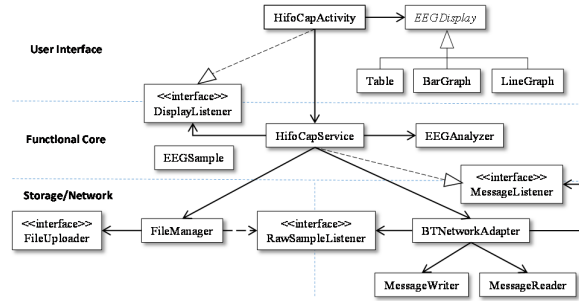 HifoCapActivity
EEGDisplay
User Interface
Table
BarGraph
LineGraph
<<interface>>
DisplayListener
Functional Core
HifoCapService
EEGAnalyzer
EEGSample
<<interface>>
MessageListener
Storage/Network
<<interface>>
FileUploader
FileManager
<<interface>>
RawSampleListener
BTNetworkAdapter
MessageWriter
MessageReader